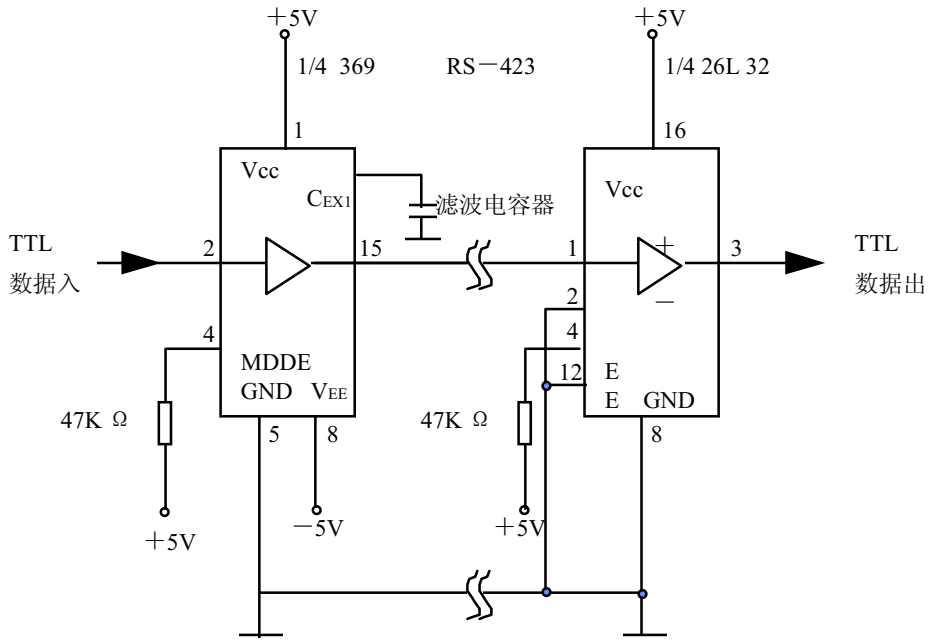 +5V
+5V
1/4 369
RS-423
1/4 26L 32
1
16
Vcc
Vcc
CEX1
滤波电容器
TTL
数据入
2
15
1
+
3
TTL
数据出
2
-
4
4
12
MDDE
GND VEE
E
E GND
47K Ω
47K Ω
5
8
8
+5V
-5V
+5V